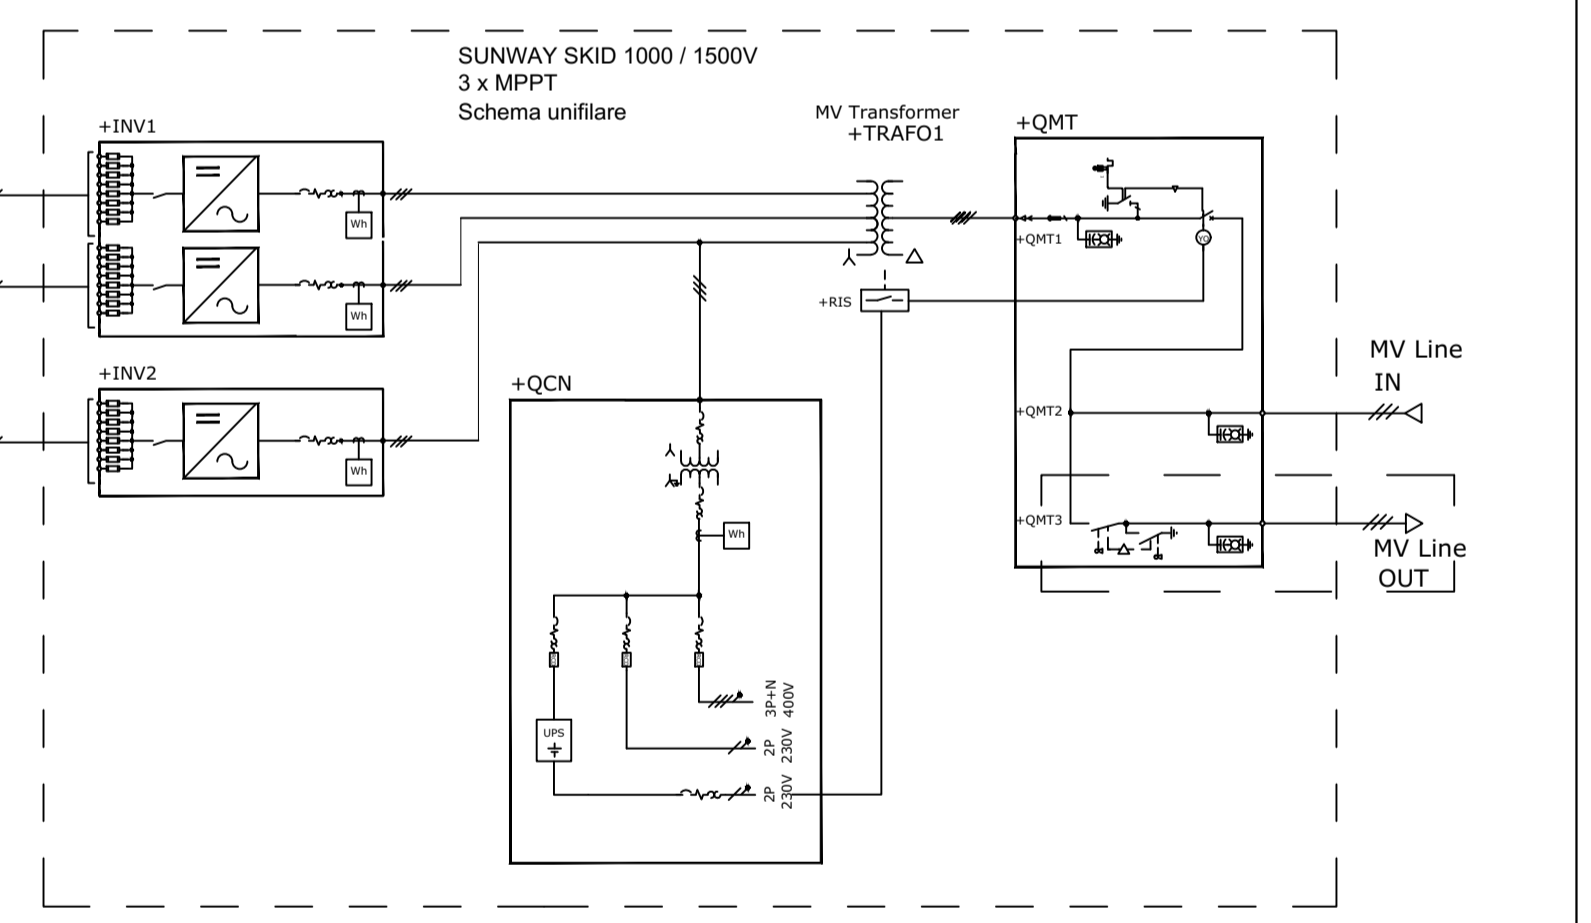 SUNWAY SKID 1000 / 1500V
3 x MPPT
Schema unifilare
+INV1
Wh
Wh
+INV2
Wh
MV Transformer
+TRAFO1
+RIS
+QMT
+QMT1
+QMT2
+QMT3
MV Line
IN
MV Line
OUT
+QCN
Wh
UPS
3P+N
400V
2P
230V
2P
230V